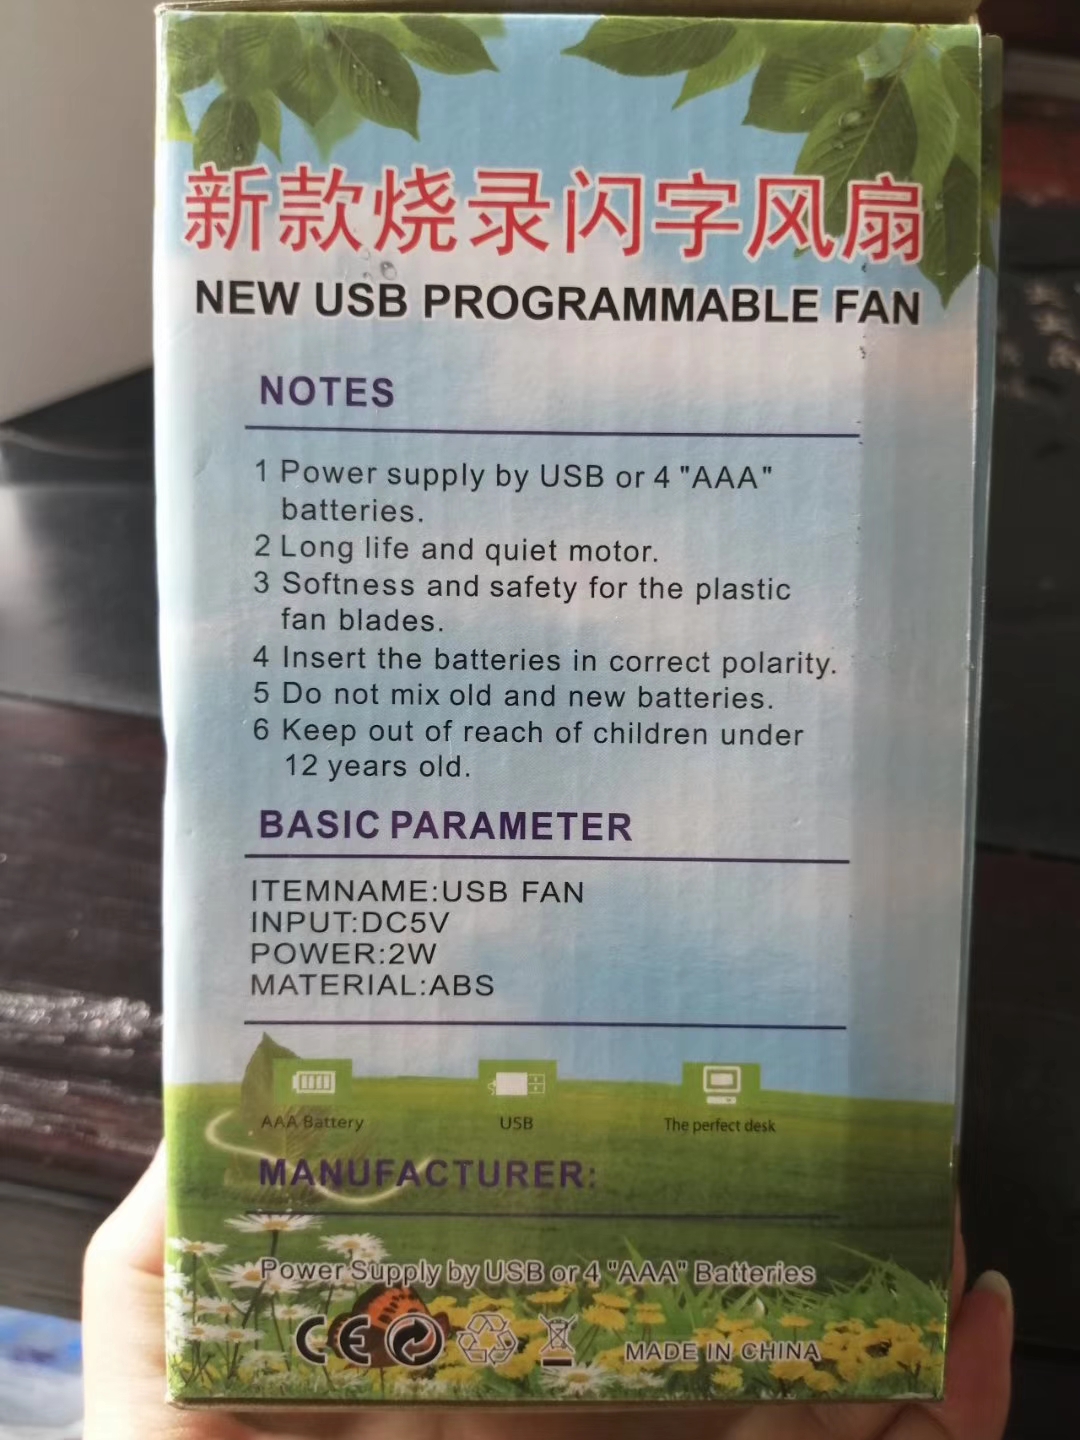 新款烧录闪字风扇
NEW USB PROGRAMMABLE FAN
NOTES
1 Power supply by USB or 4 "AAA"
batteries.
2 Long life and quiet motor.
3 Softness and safety for the plastic
fan blades.
4 Insert the batteries in correct polarity.
5 Do not mix old and new batteries.
6 Keep out of reach of children under
12 years old.
BASIC PARAMETER
ITEMNAME:USB FAN
INPUT:DC5V
POWER:2W
MATERIAL:ABS
AAA Battery
USB
The perfect desk
MANUFACTURER:
Power Supply by USB or 4 "AAA" Batteries
CE
MADE IN CHINA